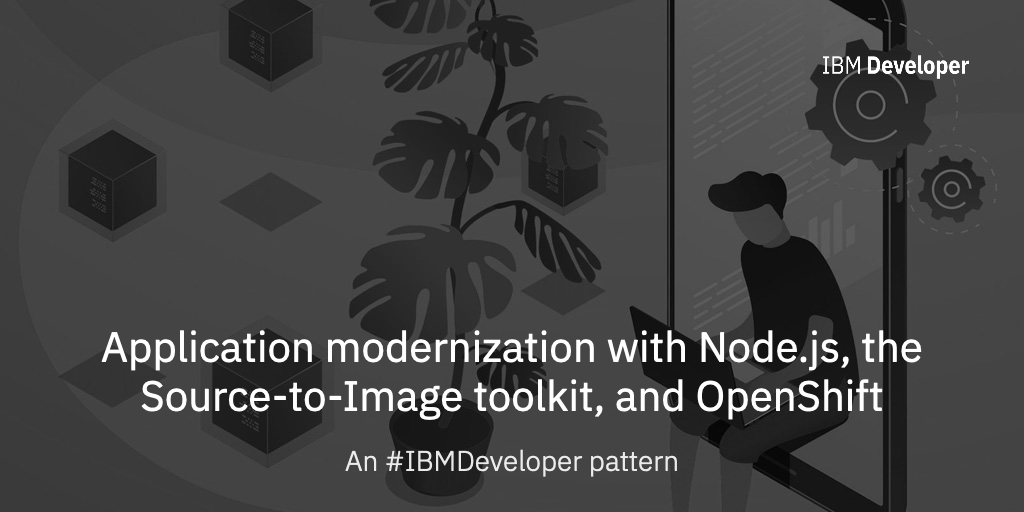 IBM Developer
Application modernization with Node.js, the
Source-to-Image toolkit, and OpenShift
An #IBMDeveloper pattern